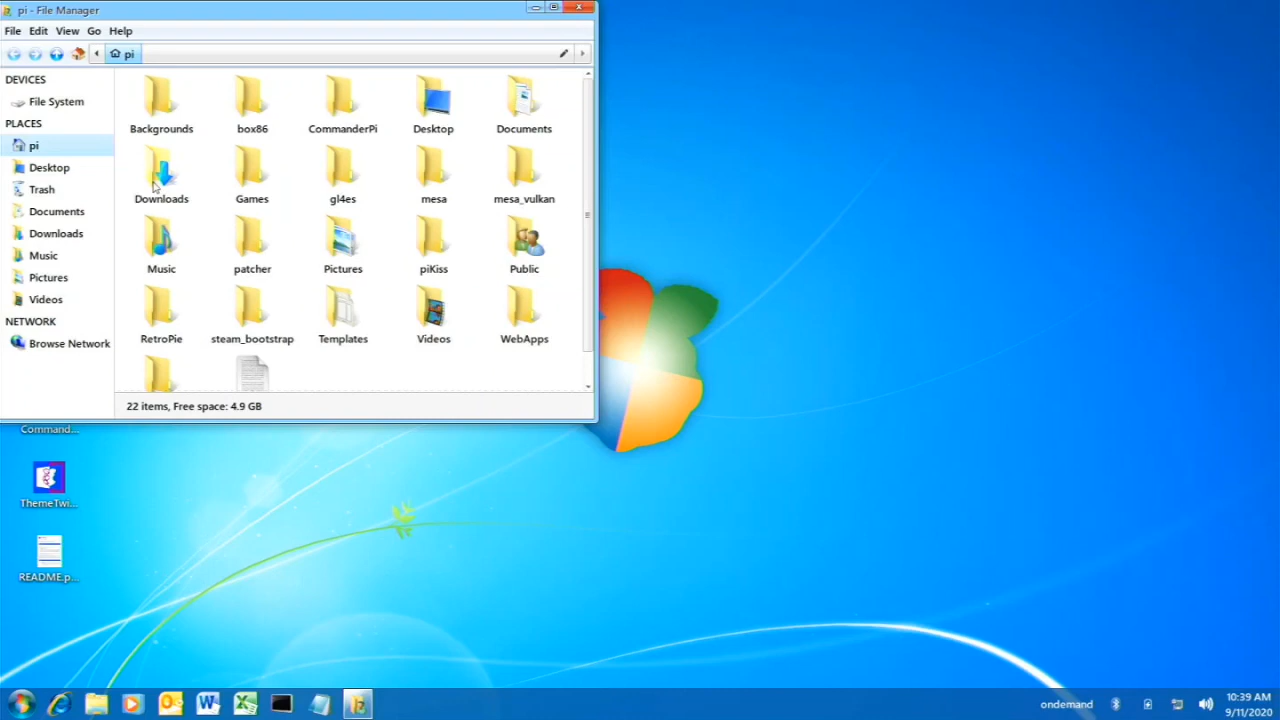 pi - File Manager
File Edit View Go Help
pi
DEVICES
File System
PLACES
pi
Desktop
Trash
Documents
Downloads
Music
Pictures
Videos
NETWORK
Browse Network
Backgrounds box86 CommanderPi Desktop Documents
Downloads Games gl4es mesa mesa_vulkan
Music patcher Pictures piKiss Public
RetroPie steam_bootstrap Templates Videos WebApps
22 items, Free space: 4.9 GB
Command...
ThemeTwi...
README.p...
ondemand
10:39 AM
9/11/2020